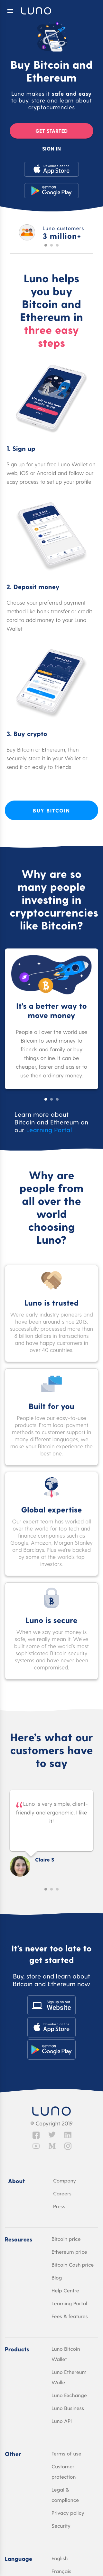 LUNO
Buy Bitcoin and
Ethereum
Luno makes it safe and easy
to buy, store and learn about
cryptocurrencies
GET STARTED
SIGN IN
Download on the
App Store
GET IT ON
Google Play
Luno customers
3 million+
Luno helps
you buy
Bitcoin and
Ethereum in
three easy
steps
1. Sign up
Sign up for your free Luno Wallet on
web, iOS or Android and follow our
easy process to set up your profile
2. Deposit money
Choose your preferred payment
method like bank transfer or credit
card to add money to your Luno
Wallet
3. Buy crypto
Buy Bitcoin or Ethereum, then
securely store it in your Wallet or
send it on easily to friends
BUY BITCOIN
Why are so
many people
investing in
cryptocurrencies
like Bitcoin?
It's a better way to
move money
People all over the world use
Bitcoin to send money to
friends and family or buy
things online. It can be
cheaper, faster and easier to
use than ordinary money
Learn more about
Bitcoin and Ethereum on
our Learning Portal
Why are
people from
all over the
world
choosing
Luno?
Luno is trusted
We're early industry pioneers and
have been around since 2013,
successfully processed more than
8 billion dollars in transactions
and have happy customers in
over 40 countries.
Built for you
People love our easy-to-use
products. From local payment
methods to customer support in
many different languages, we
make your Bitcoin experience the
best one.
Global expertise
Our expert team has worked all
over the world for top tech and
finance companies such as
Google, Amazon, Morgan Stanley
and Barclays. We're backed by
some of the world's top
investors.
Luno is secure
When we say your money is
safe, we really mean it. We've
built some of the world's most
sophisticated Bitcoin security
systems and have never been
compromised.
Here's what our
customers have
to say
Luno is very simple, client-
friendly and ergonomic, I like
it!
Claire S
It's never too late to
get started
Buy, store and learn about
Bitcoin and Ethereum now
Sign up on our
Website
Download on the
App Store
GET IT ON
Google Play
LUNO
© Copyright 2019
About
Company
Careers
Press
Resources
Bitcoin price
Ethereum price
Bitcoin Cash price
Blog
Help Centre
Learning Portal
Fees & features
Products
Luno Bitcoin
Wallet
Luno Ethereum
Wallet
Luno Exchange
Luno Business
Luno API
Other
Terms of use
Customer
protection
Legal &
compliance
Privacy policy
Security
Language
English
Français